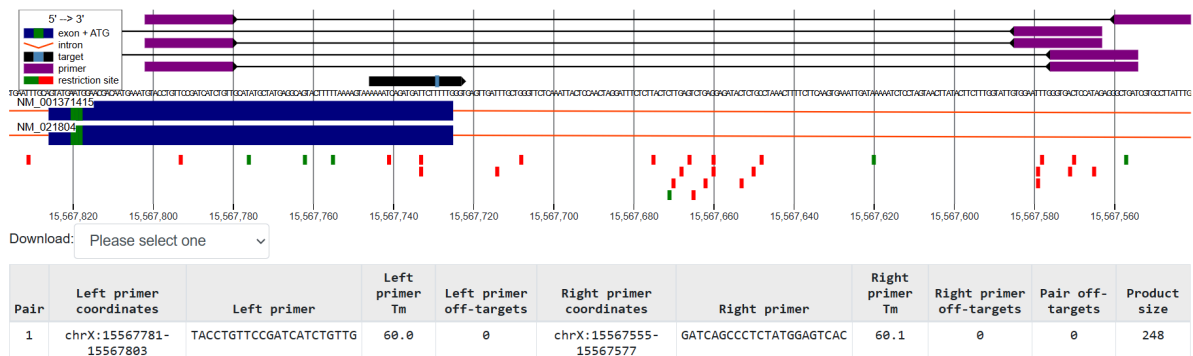 5' --> 3'
exon + ATG
intron
target
primer
restriction site
NM_001371415
NM_021804
15,567,820 15,567,800 15,567,780 15,567,760 15,567,740 15,567,720 15,567,700 15,567,680 15,567,660 15,567,640 15,567,620 15,567,600 15,567,580 15,567,560
Download: Please select one
Pair Left primer coordinates Left primer Left primer Tm Left primer off-targets Right primer coordinates Right primer Right primer Tm Right primer off-targets Pair off-targets Product size
1 chrX:15567781-15567803 TACCTGTTCCGATCATCTGTTG 60.0 0 chrX:15567555-15567577 GATCAGCCCTCTATGGAGTCAC 60.1 0 0 248